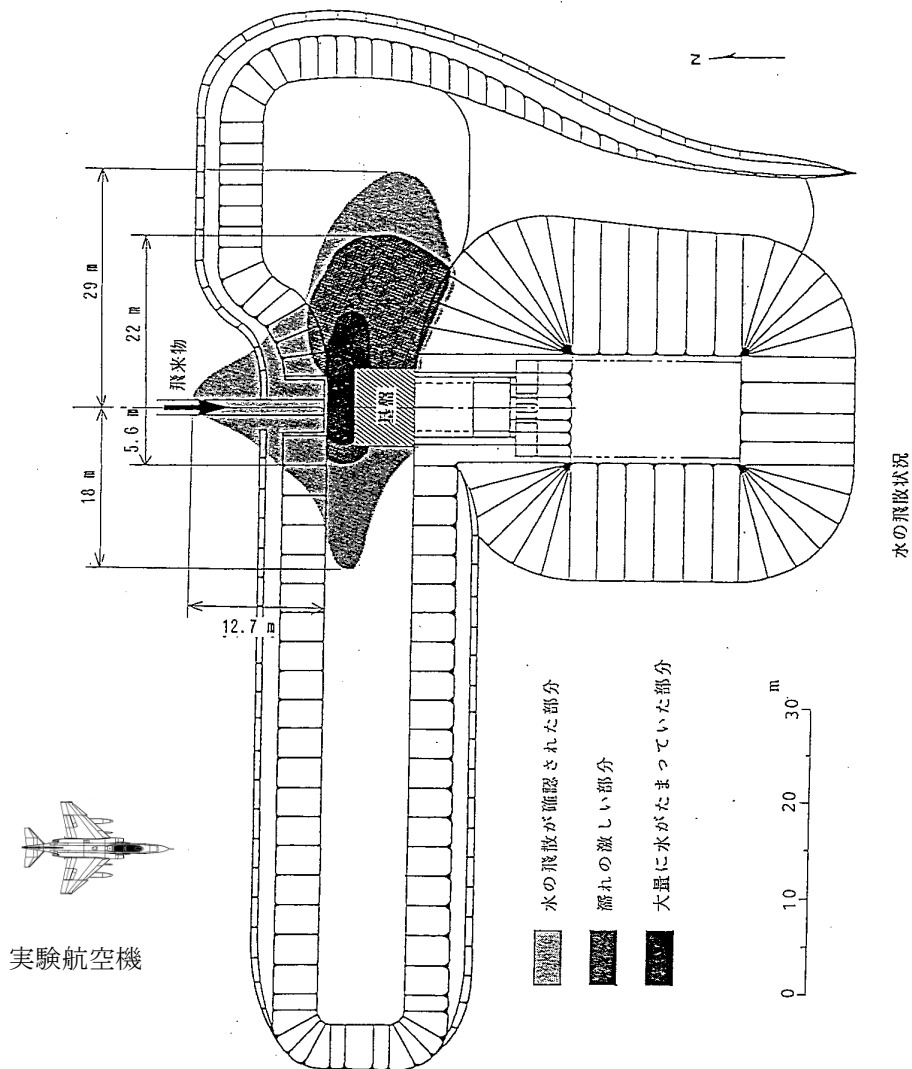 N
29 m
22 m
飛来物
5.6 m
18 m
12.7 m
基盤
水の飛散状況
実験航空機
水の飛散が確認された部分
濡れの激しい部分
大量に水がたまっていた部分
0 10 20 30 m